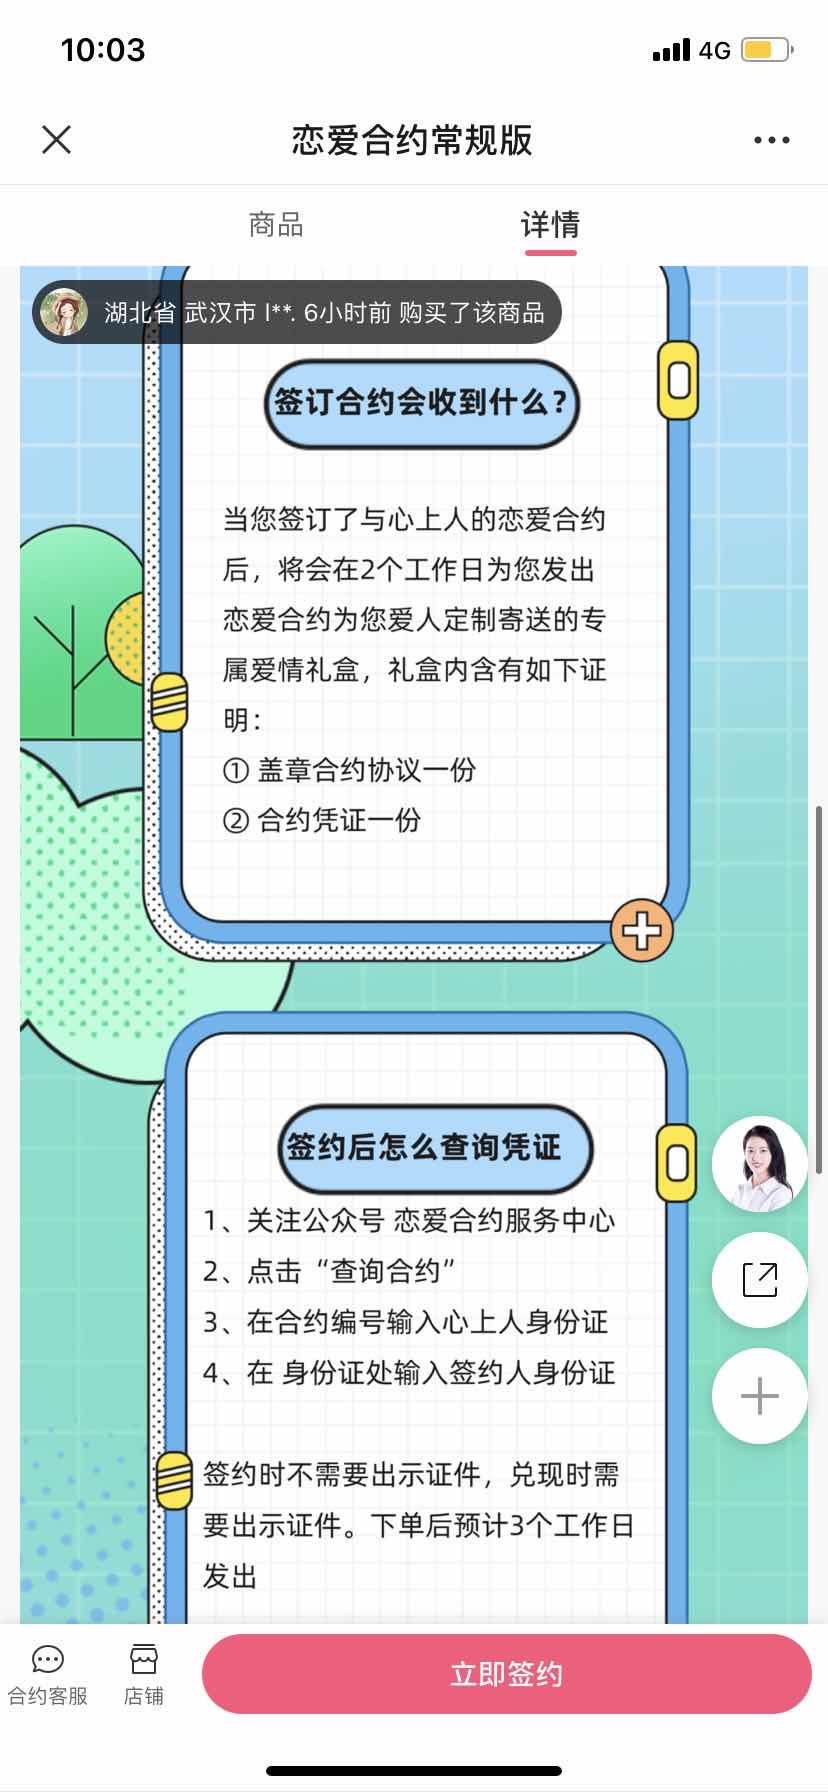 10:03
4G
恋爱合约常规版
商品
详情
湖北省 武汉市 l**. 6小时前 购买了该商品
签订合约会收到什么?
当您签订了与心上人的恋爱合约
后，将会在2个工作日为您发出
恋爱合约为您爱人定制寄送的专
属爱情礼盒，礼盒内含有如下证
明：
① 盖章合约协议一份
② 合约凭证一份
签约后怎么查询凭证
1、关注公众号 恋爱合约服务中心
2、点击“查询合约”
3、在合约编号输入心上人身份证
4、在 身份证处输入签约人身份证
签约时不需要出示证件，兑现时需
要出示证件。下单后预计3个工作日
发出
合约客服
店铺
立即签约